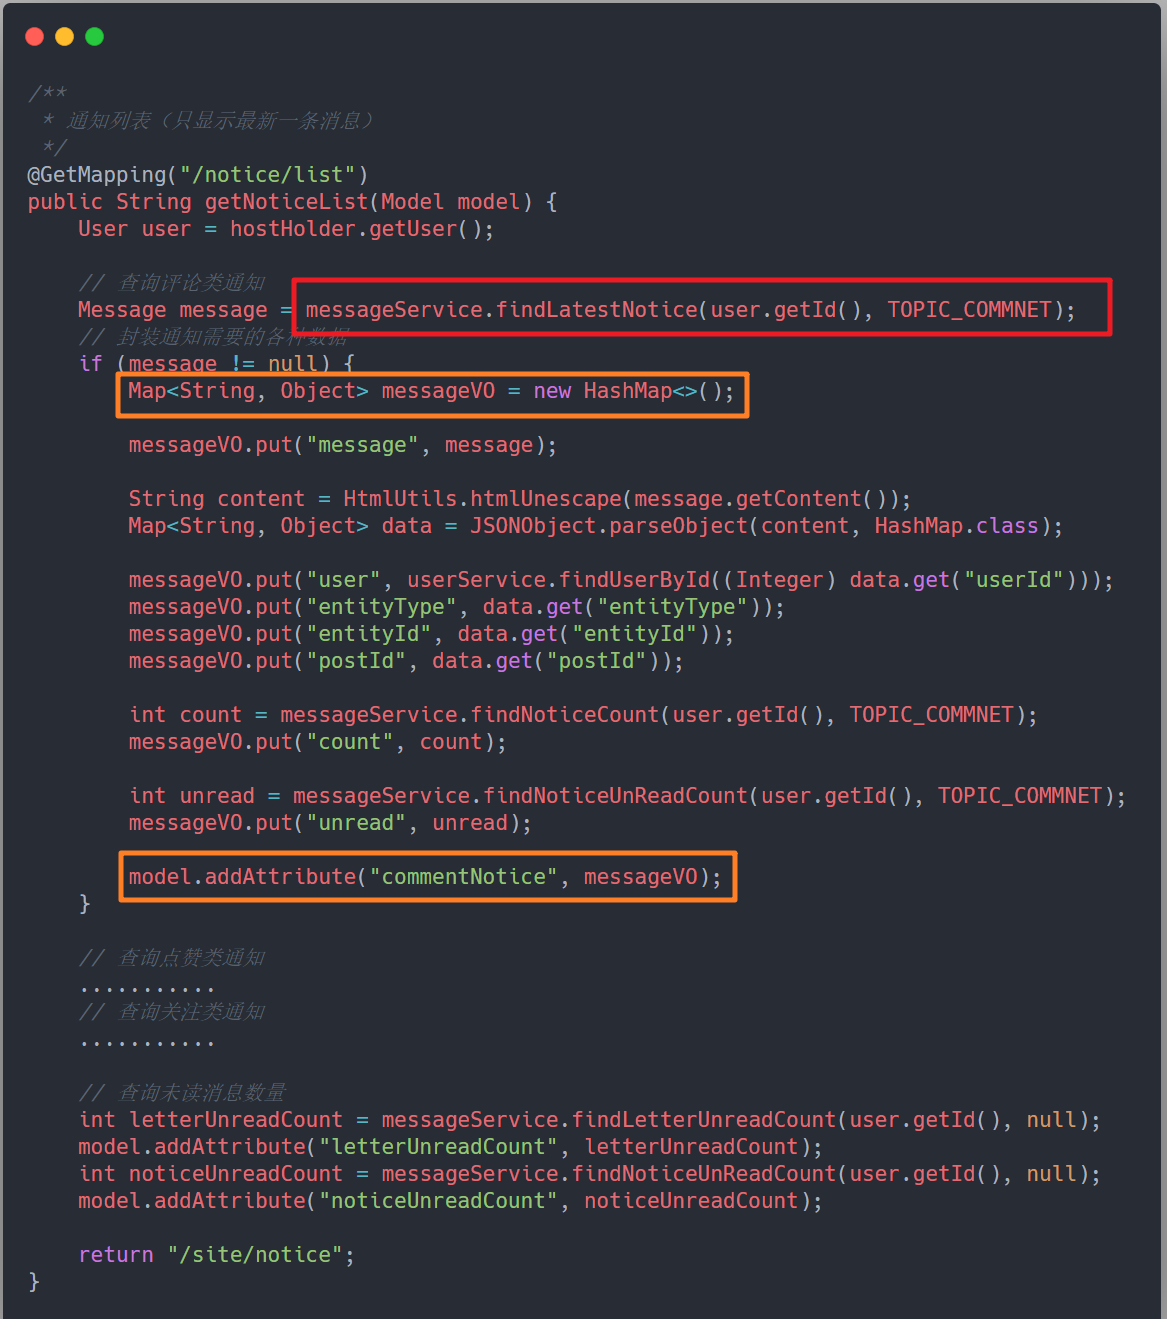 /**
 * 通知列表（只显示最新一条消息）
 */
@GetMapping("/notice/list")
public String getNoticeList(Model model) {
    User user = hostHolder.getUser();

    // 查询评论类通知
    Message message = messageService.findLatestNotice(user.getId(), TOPIC_COMMNET);
    // 封装通知需要的各种数据
    if (message != null) {
        Map<String, Object> messageVO = new HashMap<>();

        messageVO.put("message", message);

        String content = HtmlUtils.htmlUnescape(message.getContent());
        Map<String, Object> data = JSONObject.parseObject(content, HashMap.class);

        messageVO.put("user", userService.findUserById((Integer) data.get("userId")));
        messageVO.put("entityType", data.get("entityType"));
        messageVO.put("entityId", data.get("entityId"));
        messageVO.put("postId", data.get("postId"));

        int count = messageService.findNoticeCount(user.getId(), TOPIC_COMMNET);
        messageVO.put("count", count);

        int unread = messageService.findNoticeUnReadCount(user.getId(), TOPIC_COMMNET);
        messageVO.put("unread", unread);

        model.addAttribute("commentNotice", messageVO);
    }

    // 查询点赞类通知
    ...........
    // 查询关注类通知
    ...........

    // 查询未读消息数量
    int letterUnreadCount = messageService.findLetterUnreadCount(user.getId(), null);
    model.addAttribute("letterUnreadCount", letterUnreadCount);
    int noticeUnreadCount = messageService.findNoticeUnReadCount(user.getId(), null);
    model.addAttribute("noticeUnreadCount", noticeUnreadCount);

    return "/site/notice";
}